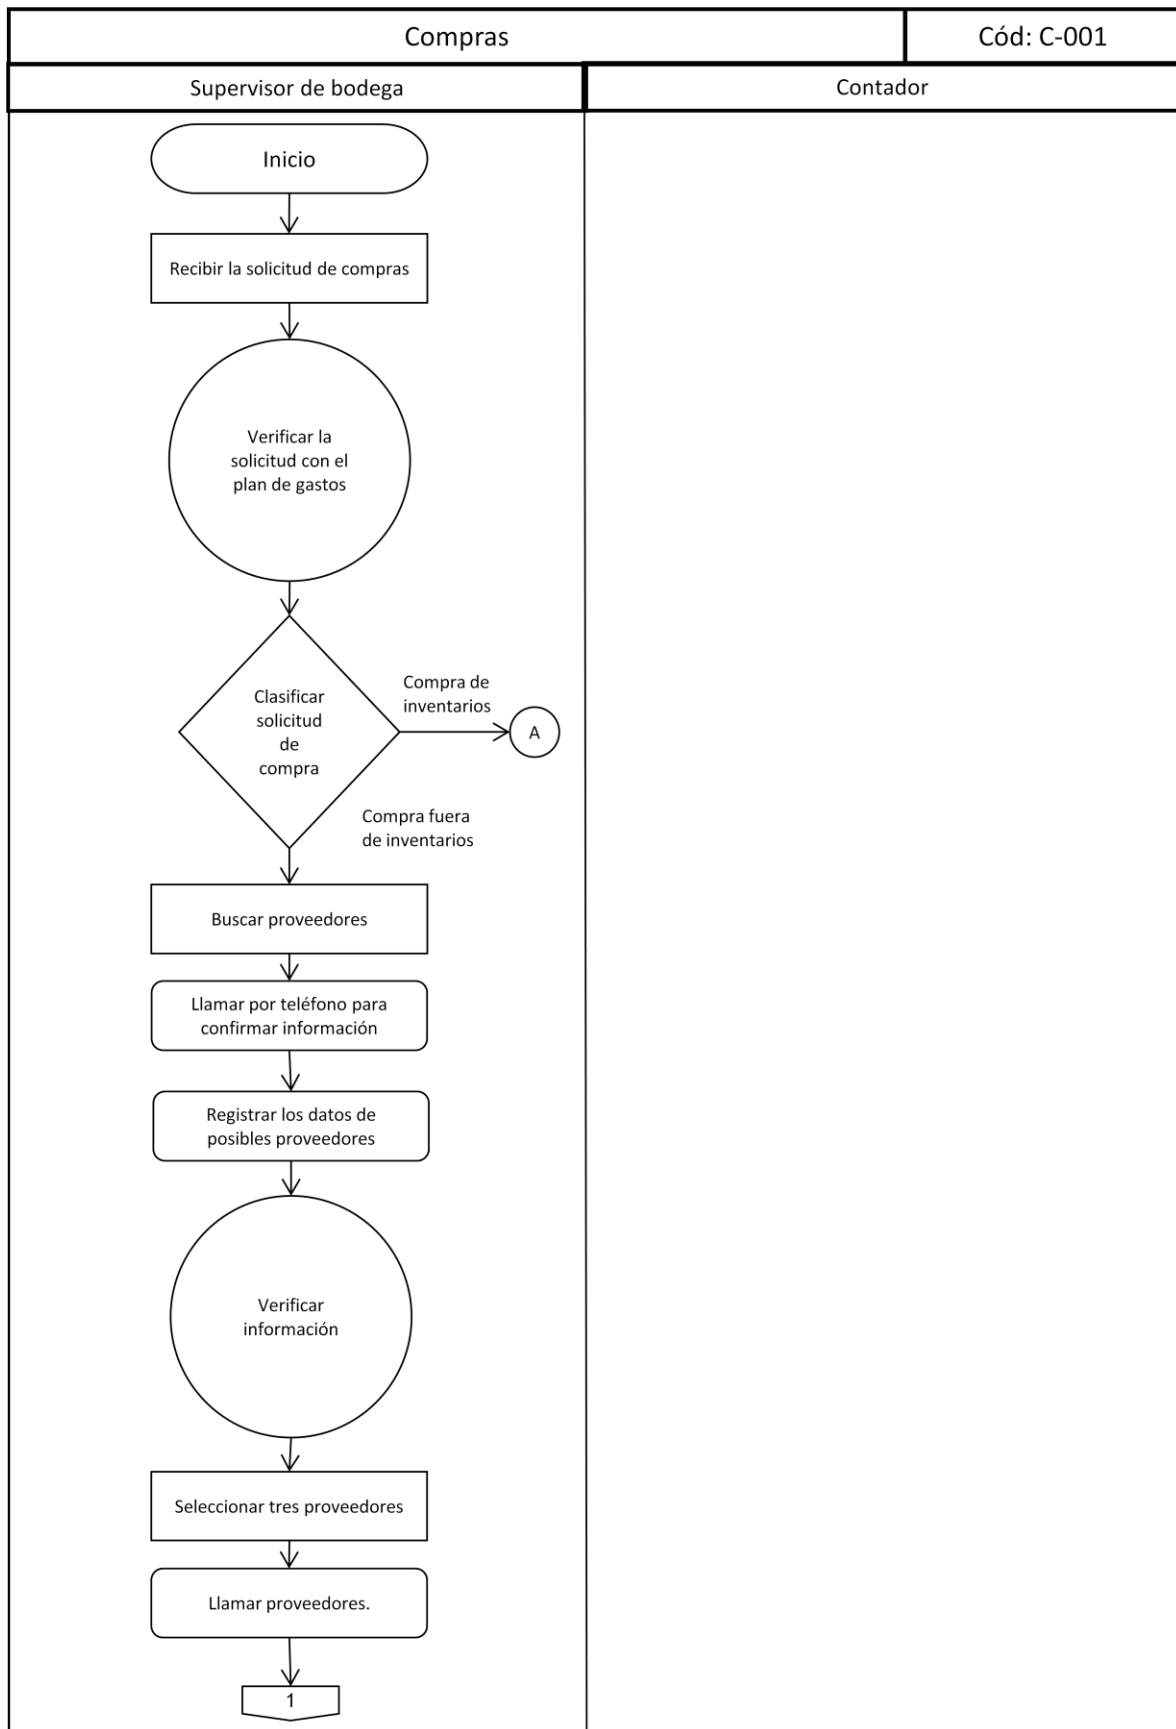 Compras
Cód: C-001
Supervisor de bodega
Contador
Inicio
Recibir la solicitud de compras
Verificar la
solicitud con el
plan de gastos
Clasificar
solicitud
de
compra
Compra de
inventarios
A
Compra fuera
de inventarios
Buscar proveedores
Llamar por teléfono para
confirmar información
Registrar los datos de
posibles proveedores
Verificar
información
Seleccionar tres proveedores
Llamar proveedores.
1